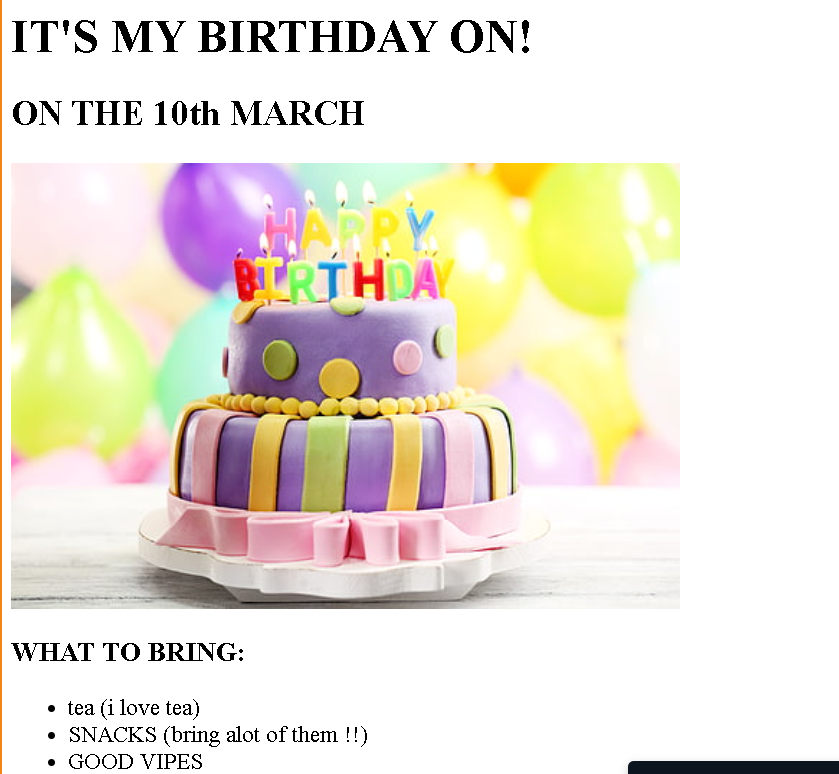 IT'S MY BIRTHDAY ON!
ON THE 10th MARCH
HAPPY
BIRTHDAY
WHAT TO BRING:
tea (i love tea)
SNACKS (bring alot of them !!)
GOOD VIPES